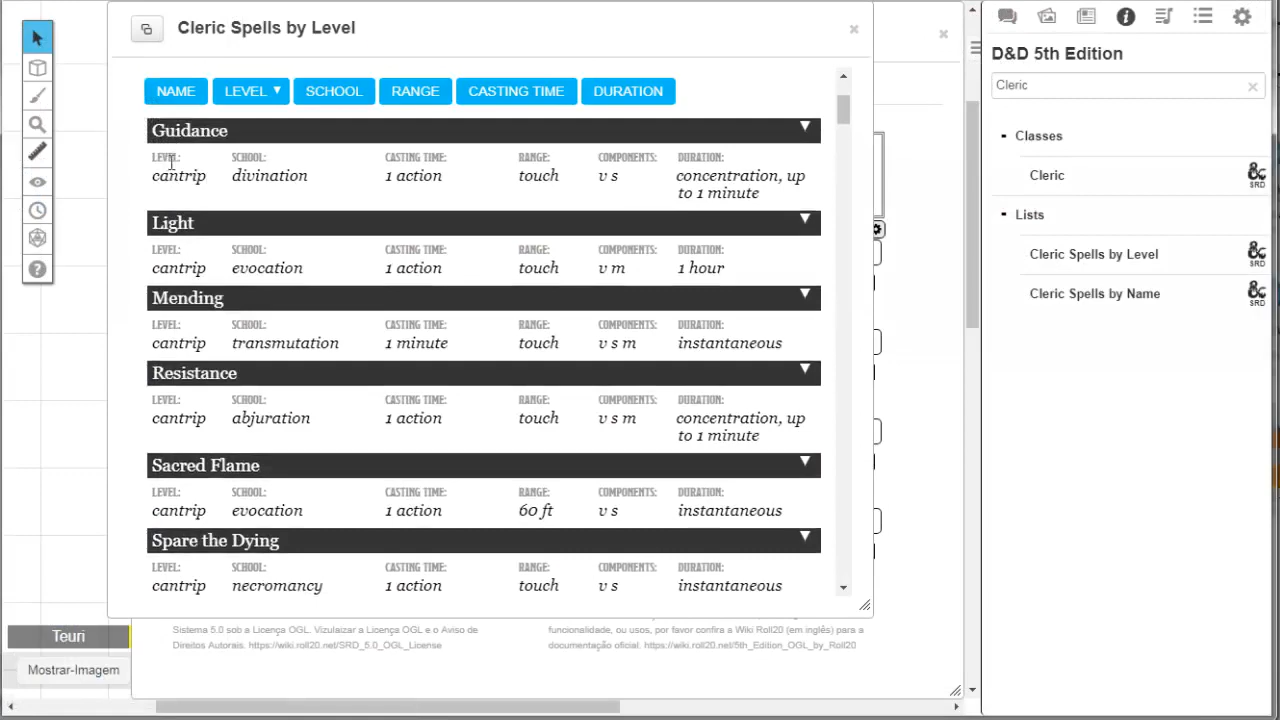 Cleric Spells by Level
NAME LEVEL ▼ SCHOOL RANGE CASTING TIME DURATION
Guidance
LEVEL: SCHOOL: CASTING TIME: RANGE: COMPONENTS: DURATION:
cantrip divination 1 action touch v s concentration, up
to 1 minute
Light
LEVEL: SCHOOL: CASTING TIME: RANGE: COMPONENTS: DURATION:
cantrip evocation 1 action touch v m 1 hour
Mending
LEVEL: SCHOOL: CASTING TIME: RANGE: COMPONENTS: DURATION:
cantrip transmutation 1 minute touch v s m instantaneous
Resistance
LEVEL: SCHOOL: CASTING TIME: RANGE: COMPONENTS: DURATION:
cantrip abjuration 1 action touch v s m concentration, up
to 1 minute
Sacred Flame
LEVEL: SCHOOL: CASTING TIME: RANGE: COMPONENTS: DURATION:
cantrip evocation 1 action 60 ft v s instantaneous
Spare the Dying
LEVEL: SCHOOL: CASTING TIME: RANGE: COMPONENTS: DURATION:
cantrip necromancy 1 action touch v s instantaneous
Sistema 5.0 sob a Licença OGL. Vizulaizar a Licença OGL e o Aviso de
Direitos Autorais. https://wiki.roll20.net/SRD_5.0_OGL_License
funcionalidade, ou usos, por favor confira a Wiki Roll20 (em inglês) para a
documentação oficial. https://wiki.roll20.net/5th_Edition_OGL_by_Roll20
Teuri
Mostrar-Imagem
D&D 5th Edition
Cleric
Classes
Cleric
SRD
Lists
Cleric Spells by Level
SRD
Cleric Spells by Name
SRD